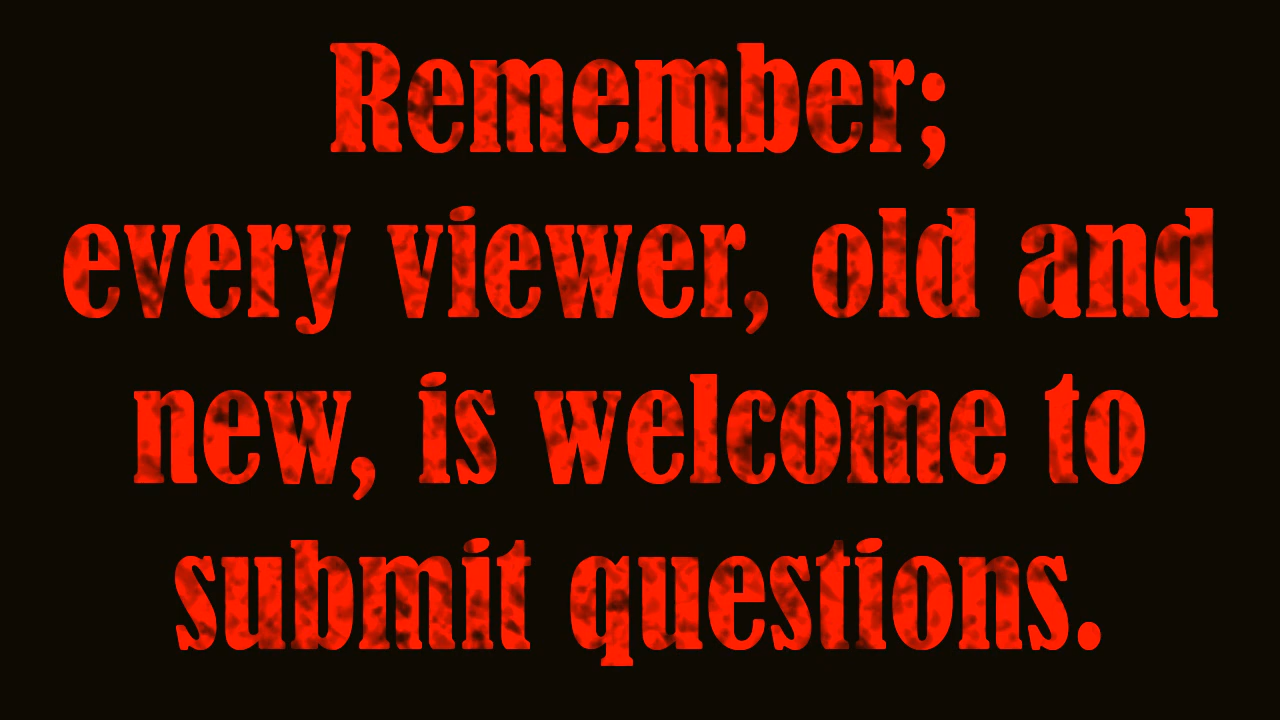 Remember;
every viewer, old and
new, is welcome to
submit questions.